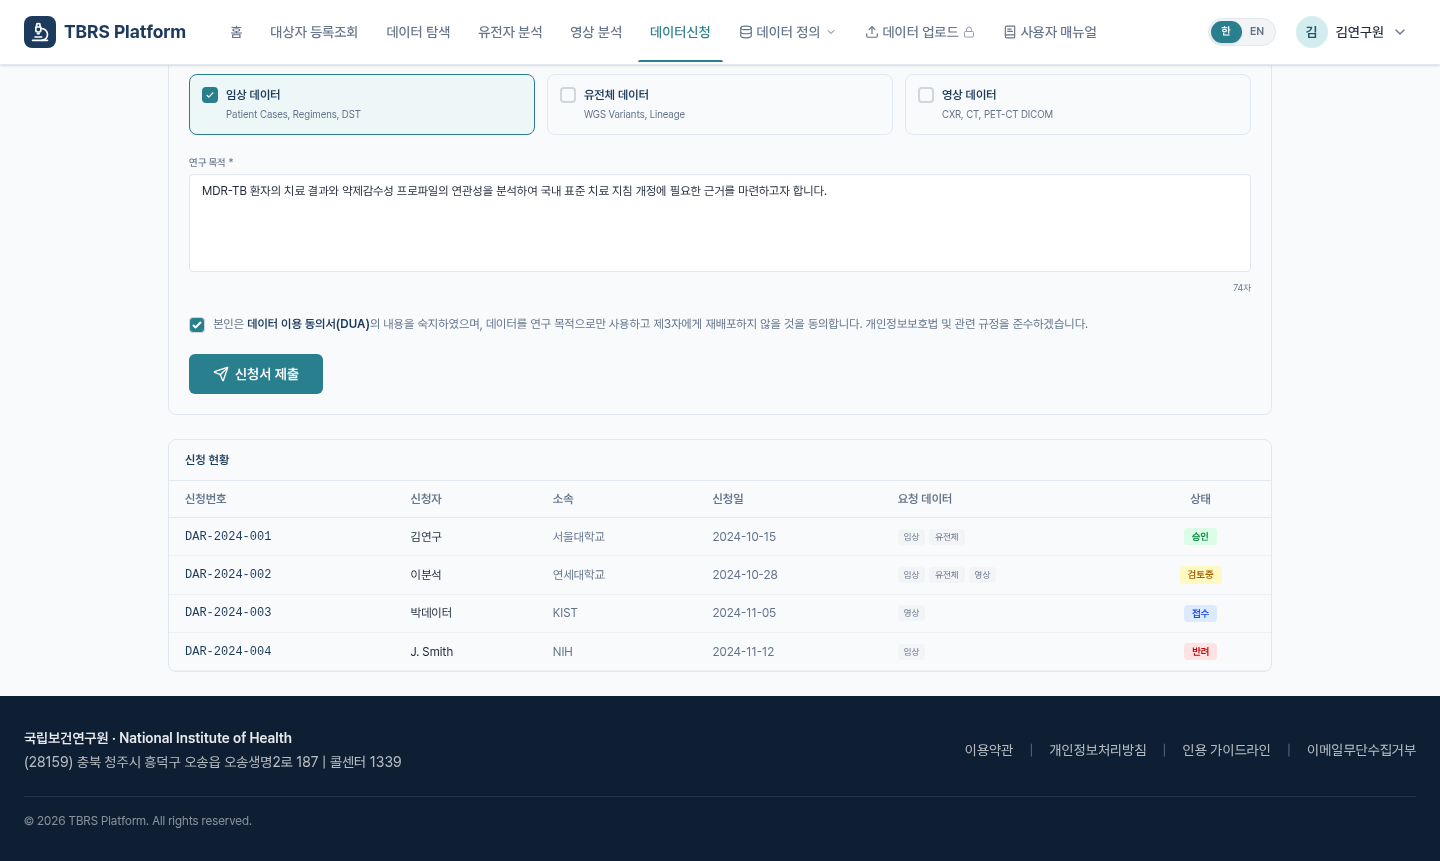 TBRS Platform 홈 대상자 등록조회 데이터 탐색 유전자 분석 영상 분석 데이터신청 데이터 정의 데이터 업로드 사용자 매뉴얼 한 EN 김 김연구원
임상 데이터 유전체 데이터 영상 데이터
Patient Cases, Regimens, DST WGS Variants, Lineage CXR, CT, PET-CT DICOM
연구 목적 *
MDR-TB 환자의 치료 결과와 약제감수성 프로파일의 연관성을 분석하여 국내 표준 치료 지침 개정에 필요한 근거를 마련하고자 합니다.
74자
본인은 데이터 이용 동의서(DUA)의 내용을 숙지하였으며, 데이터를 연구 목적으로만 사용하고 제3자에게 재배포하지 않을 것을 동의합니다. 개인정보보호법 및 관련 규정을 준수하겠습니다.
신청서 제출
신청 현황
신청번호 신청자 소속 신청일 요청 데이터 상태
DAR-2024-001 김연구 서울대학교 2024-10-15 임상 유전체 승인
DAR-2024-002 이분석 연세대학교 2024-10-28 임상 유전체 영상 검토중
DAR-2024-003 박데이터 KIST 2024-11-05 영상 접수
DAR-2024-004 J. Smith NIH 2024-11-12 임상 반려
국립보건연구원 · National Institute of Health
(28159) 충북 청주시 흥덕구 오송읍 오송생명2로 187 | 콜센터 1339
이용약관 | 개인정보처리방침 | 인용 가이드라인 | 이메일무단수집거부
© 2026 TBRS Platform. All rights reserved.